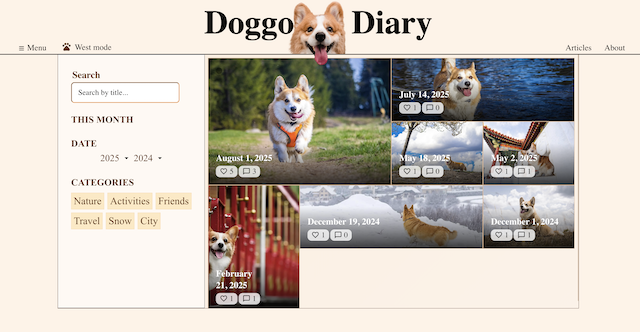 Doggo Diary
≡ Menu
West mode
Articles
About
Search
Search by title...
THIS MONTH
DATE
2025
2024
CATEGORIES
Nature Activities Friends
Travel Snow City
August 1, 2025
5 3
July 14, 2025
1 0
May 18, 2025
1 0
May 2, 2025
1 1
February
21, 2025
1 1
December 19, 2024
1 0
December 1, 2024
1 1